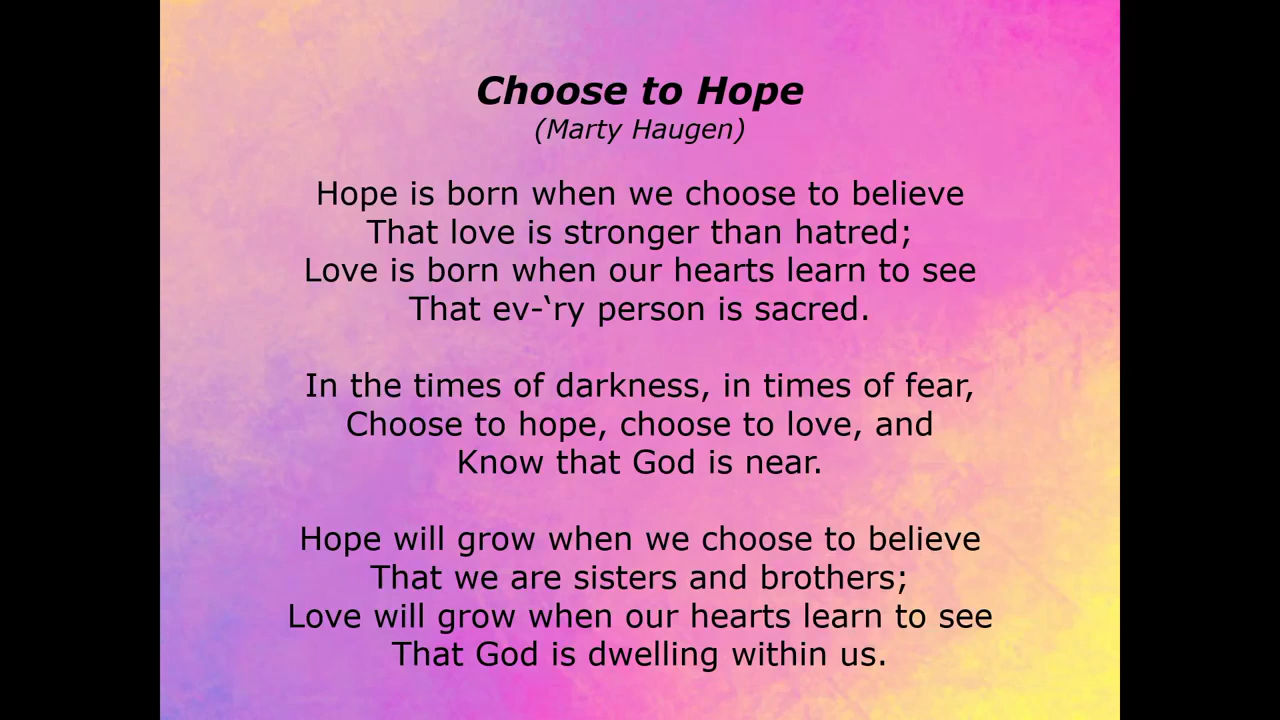 Choose to Hope
(Marty Haugen)
Hope is born when we choose to believe
That love is stronger than hatred;
Love is born when our hearts learn to see
That ev-‘ry person is sacred.
In the times of darkness, in times of fear,
Choose to hope, choose to love, and
Know that God is near.
Hope will grow when we choose to believe
That we are sisters and brothers;
Love will grow when our hearts learn to see
That God is dwelling within us.